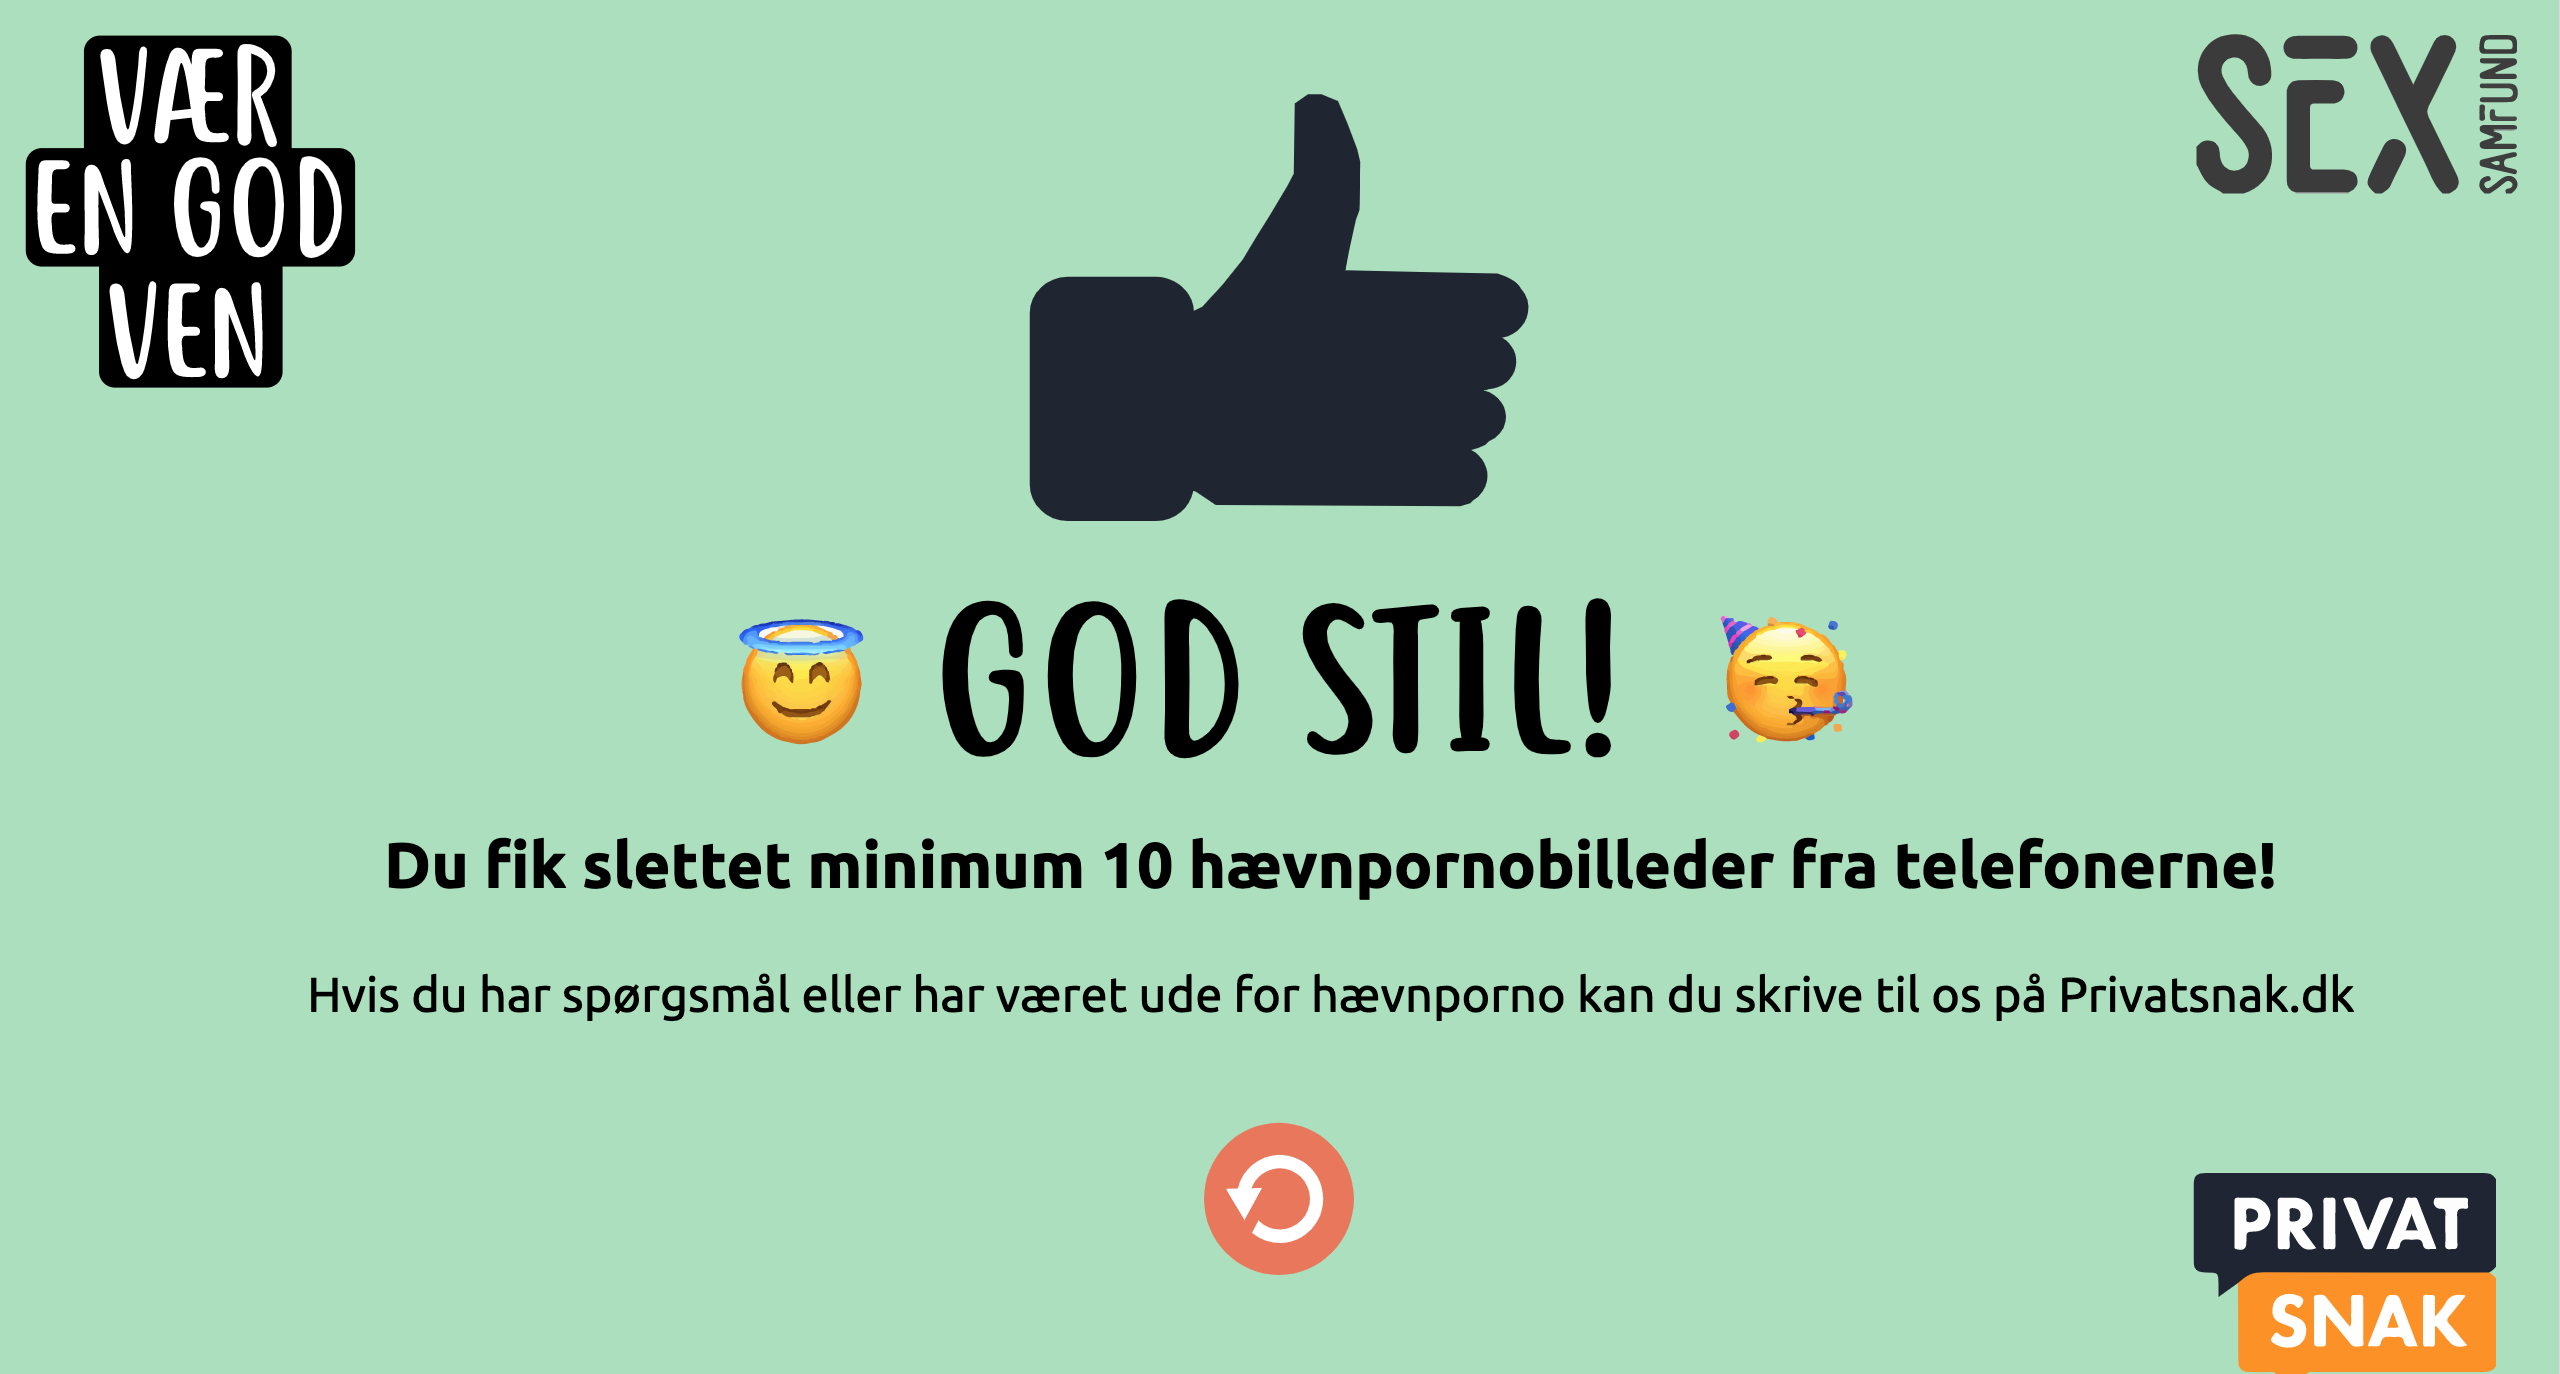 VÆR
EN GOD
VEN
SEX
SAMFUND
GOD STIL!
Du fik slettet minimum 10 hævnpornobilleder fra telefonerne!
Hvis du har spørgsmål eller har været ude for hævnporno kan du skrive til os på Privatsnak.dk
PRIVAT
SNAK